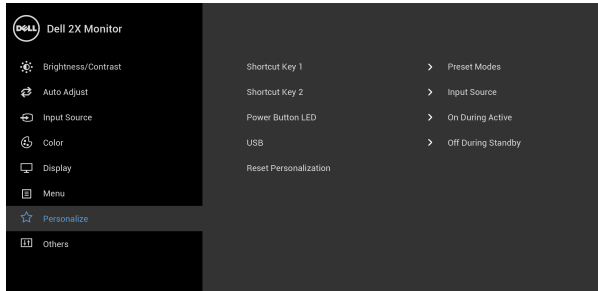 DELL Dell 2X Monitor
Brightness/Contrast
Auto Adjust
Input Source
Color
Display
Menu
Personalize
Others
Shortcut Key 1 > Preset Modes
Shortcut Key 2 > Input Source
Power Button LED > On During Active
USB > Off During Standby
Reset Personalization